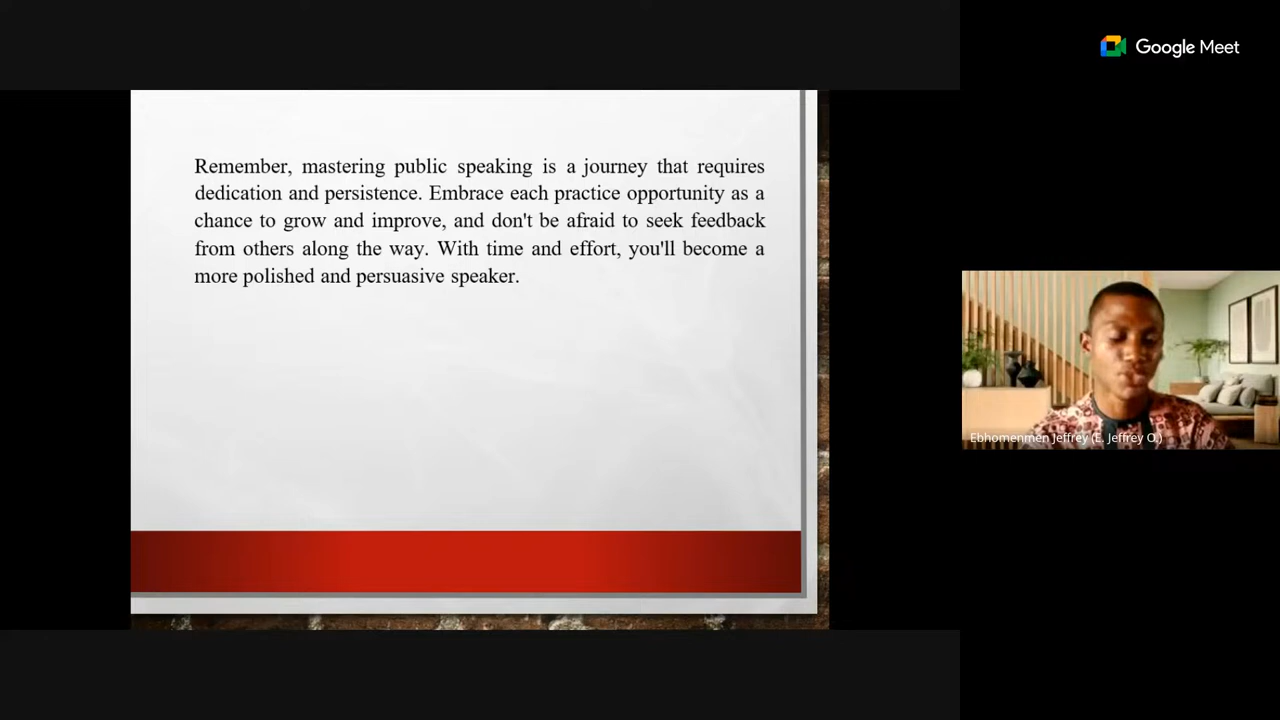 Google Meet
Remember, mastering public speaking is a journey that requires
dedication and persistence. Embrace each practice opportunity as a
chance to grow and improve, and don't be afraid to seek feedback
from others along the way. With time and effort, you'll become a
more polished and persuasive speaker.
Ebhomenmen Jeffrey (E. Jeffrey O.)